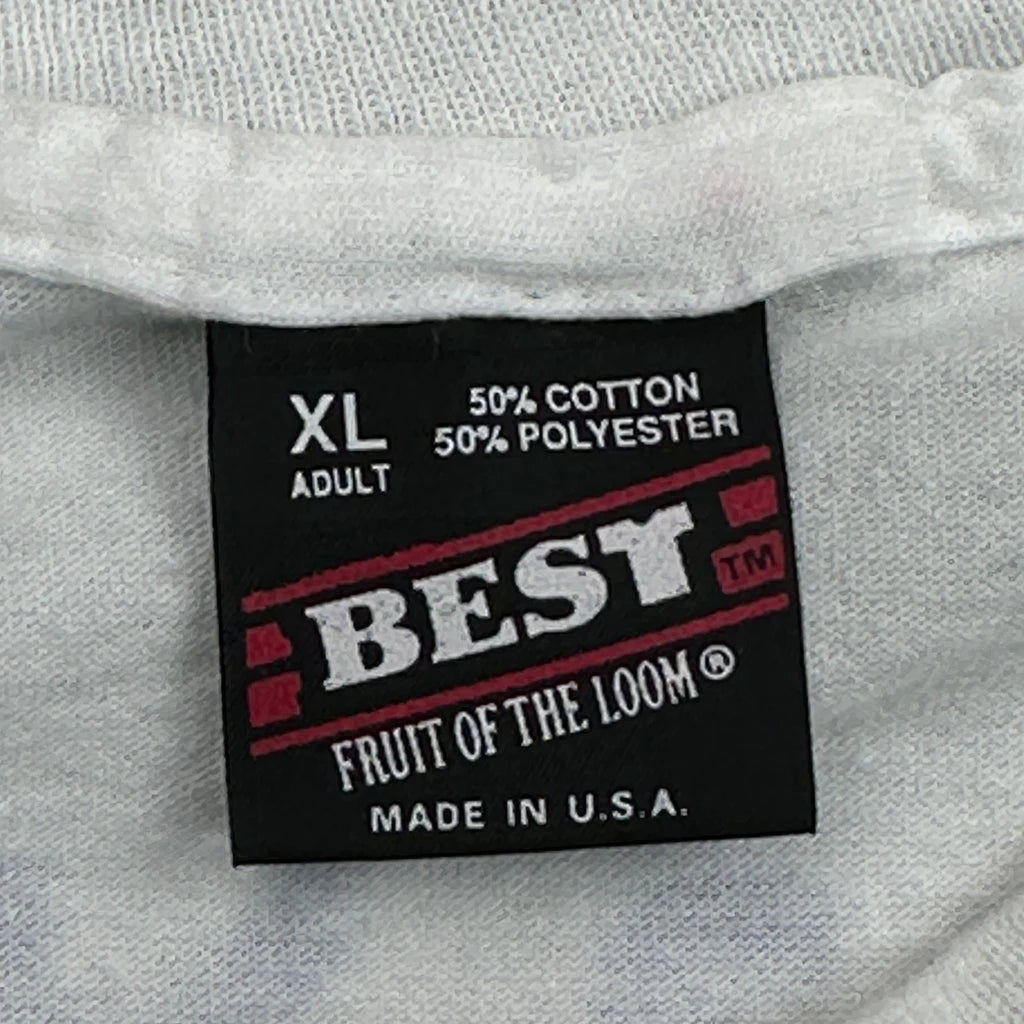 XL
ADULT
50% COTTON
50% POLYESTER
BEST
TM
FRUIT OF THE LOOM®
MADE IN U.S.A.